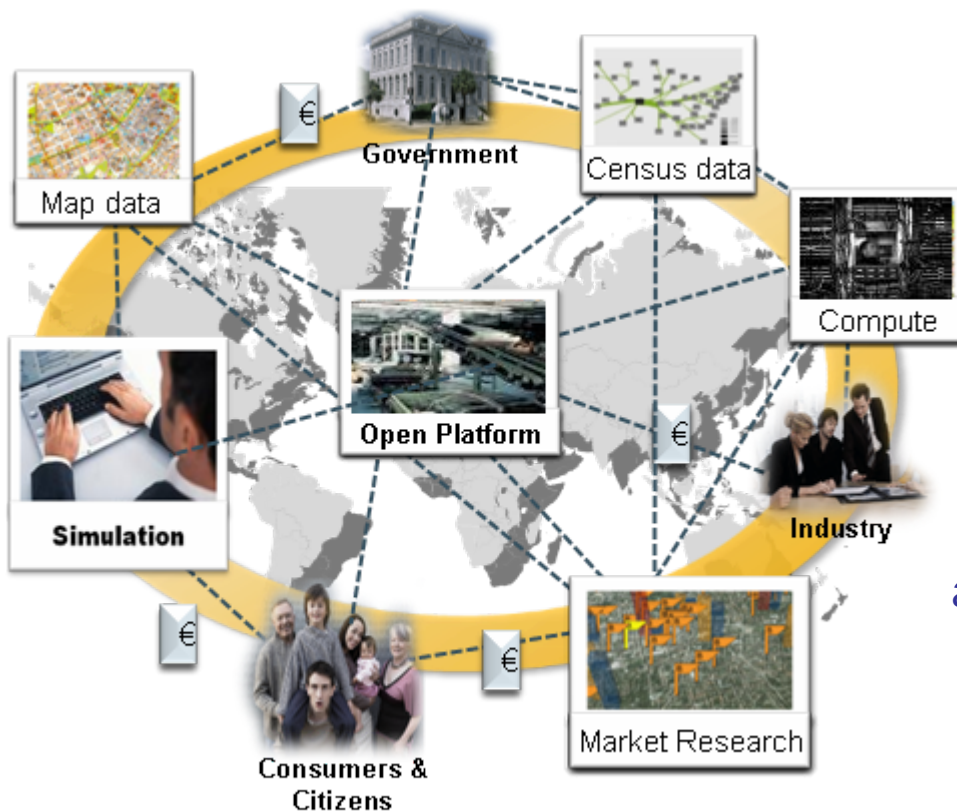 €
Government
Map data
Census data
Compute
Open Platform
€
Simulation
Industry
a
€
€
Market Research
Consumers &
Citizens